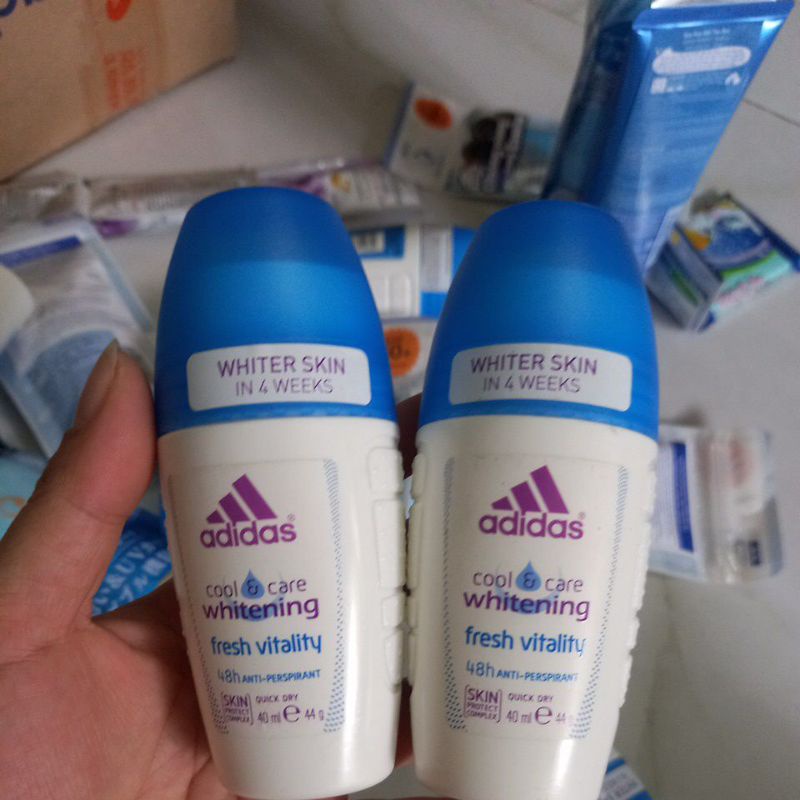 WHITER SKIN
IN 4 WEEKS
adidas
cool & care
whitening
fresh vitality
48h ANTI-PERSPIRANT
SKIN
PROTECT
COMPLEX
QUICK DRY
40 ml e 44 g
WHITER SKIN
IN 4 WEEKS
adidas
cool & care
whitening
fresh vitality
48h ANTI-PERSPIRANT
SKIN
PROTECT
COMPLEX
QUICK DRY
40 ml e 44 g